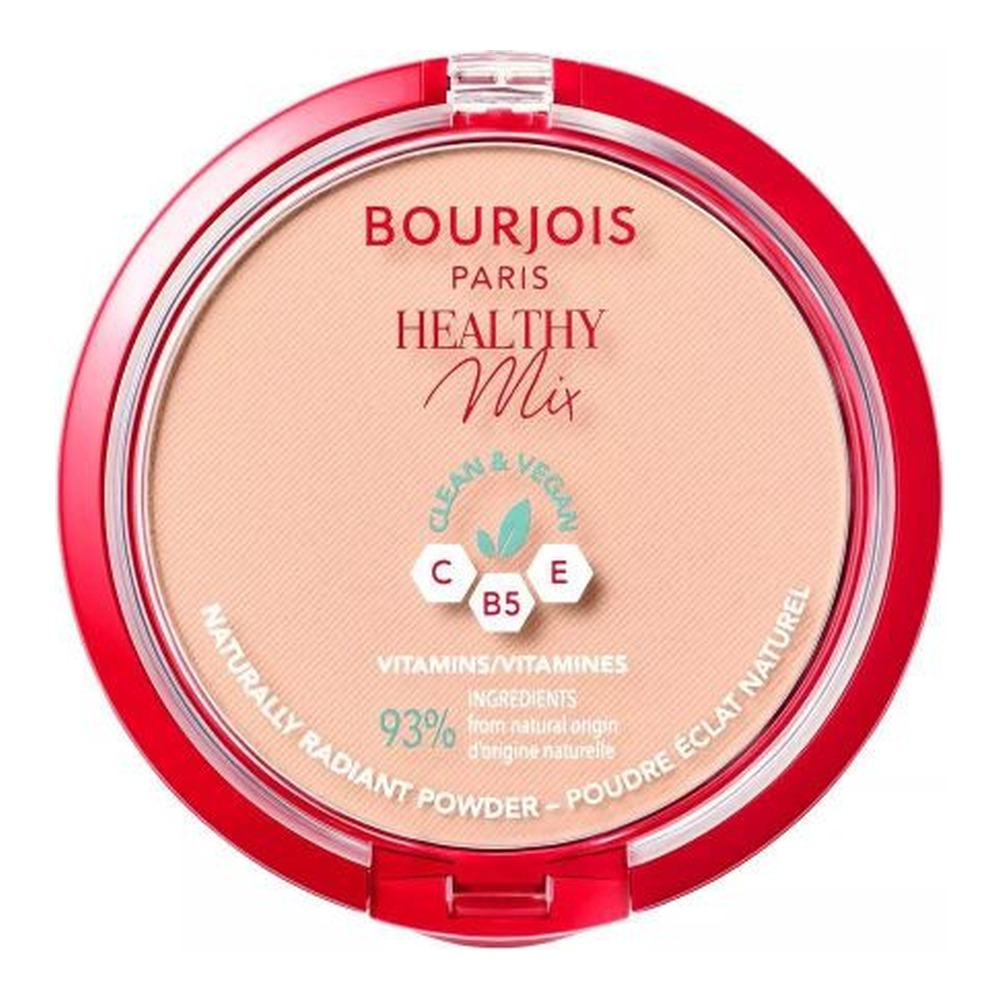 BOURJOIS
PARIS
HEALTHY
Mix
CLEAN & VEGAN
C
B5
E
VITAMINS/VITAMINES
93%
INGREDIENTS
from natural origin
d'origine naturelle
NATURALLY RADIANT POWDER – POUDRE ÉCLAT NATUREL